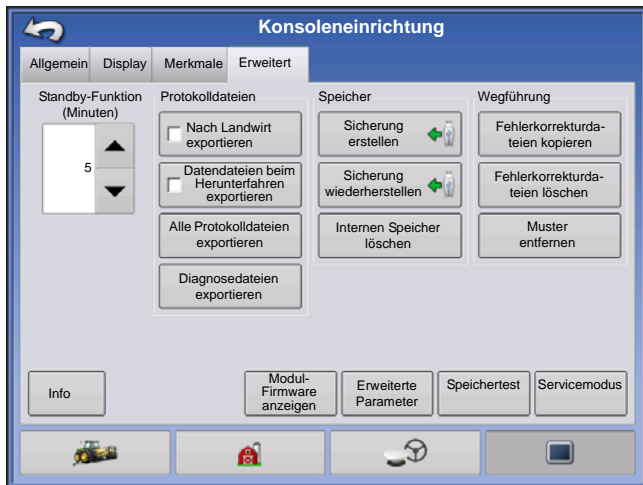 Konsoleneinrichtung
Allgemein
Display
Merkmale
Erweitert
Standby-Funktion
(Minuten)
5
Protokolldateien
Nach Landwirt
exportieren
Datendateien beim
Herunterfahren
exportieren
Alle Protokolldateien
exportieren
Diagnosedateien
exportieren
Speicher
Sicherung
erstellen
Sicherung
wiederherstellen
Internen Speicher
löschen
Wegführung
Fehlerkorrekturda-
teien kopieren
Fehlerkorrekturda-
teien löschen
Muster
entfernen
Info
Modul-
Firmware
anzeigen
Erweiterte
Parameter
Speichertest
Servicemodus